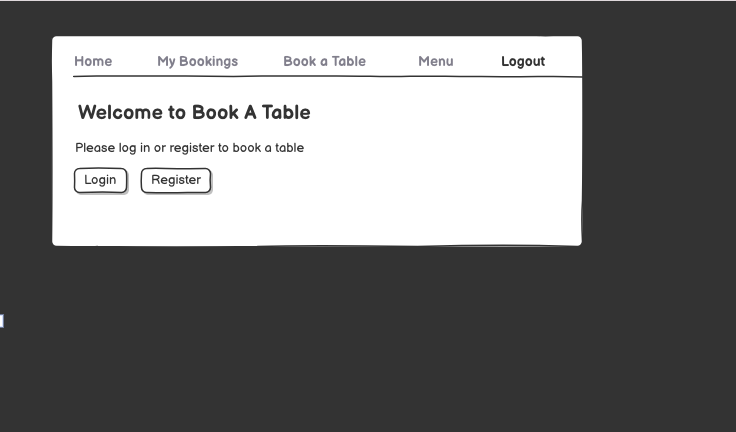 Home My Bookings Book a Table Menu Logout
Welcome to Book A Table
Please log in or register to book a table
Login Register